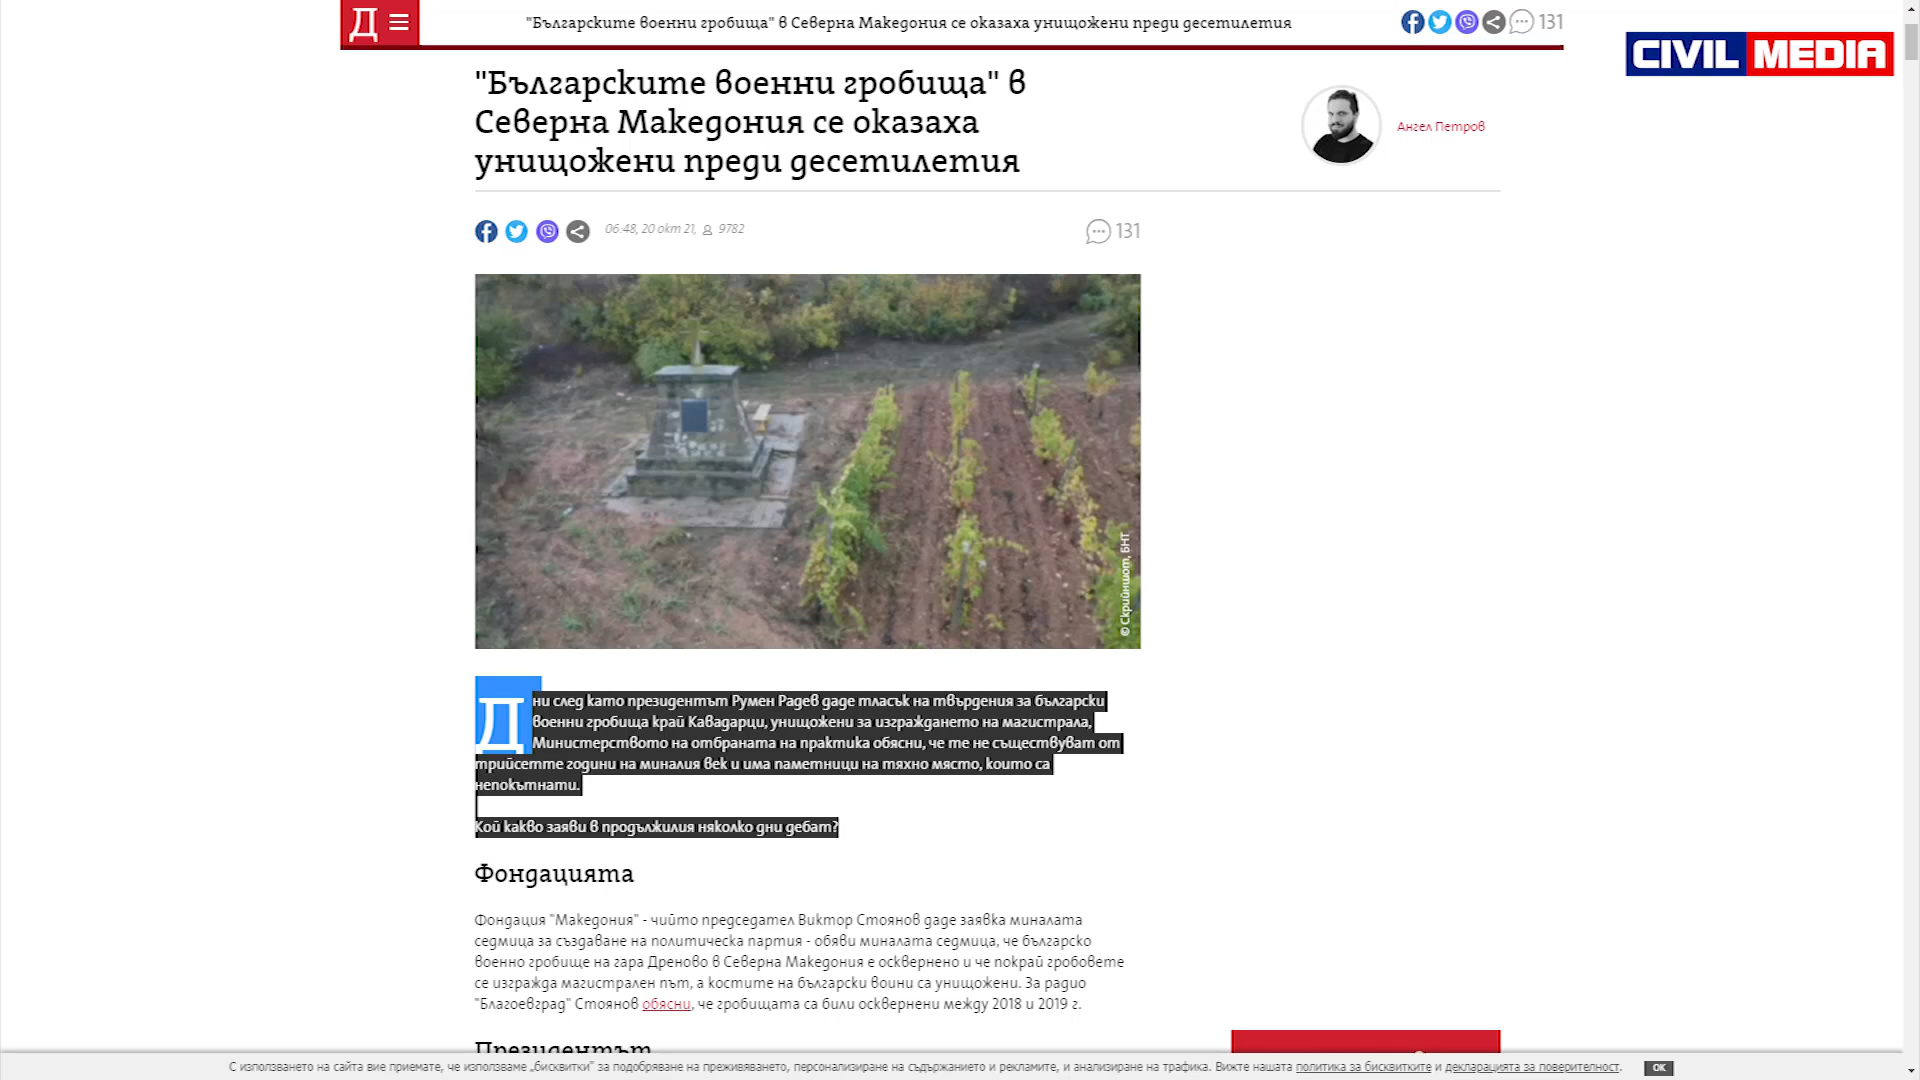 Д
"Българските военни гробища" в Северна Македония се оказаха унищожени преди десетилетия
131
CIVIL MEDIA
"Българските военни гробища" в
Северна Македония се оказаха
унищожени преди десетилетия
Ангел Петров
06:48, 20 окт 21, 9782
131
© Скрийншот, БНТ
Дни след като президентът Румен Радев даде тласък на твърдения за български
военни гробища край Кавадарци, унищожени за изграждането на магистрала,
Министерството на отбраната на практика обясни, че те не съществуват от
трийсетте години на миналия век и има паметници на тяхно място, които са
непокътнати.
Кой какво заяви в продължилия няколко дни дебат?
Фондацията
Фондация "Македония" - чийто председател Виктор Стоянов даде заявка миналата
седмица за създаване на политическа партия - обяви миналата седмица, че българско
военно гробище на гара Дреново в Северна Македония е осквернено и че покрай гробовете
се изгражда магистрален път, а костите на български воини са унищожени. За радио
"Благоевград" Стоянов обясни, че гробищата са били осквернени между 2018 и 2019 г.
Президентът
С използването на сайта вие приемате, че използваме „бисквитки" за подобряване на преживяването, персонализиране на съдържанието и рекламите, и анализиране на трафика. Вижте нашата политика за бисквитките и декларацията за поверителност.
OK